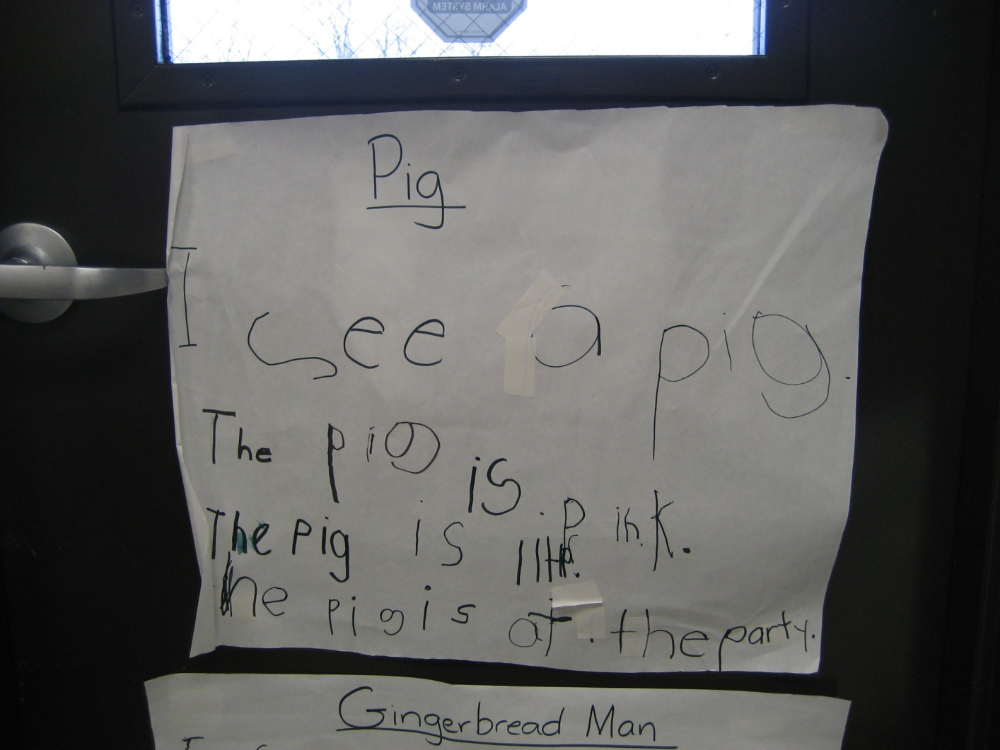 ALARM SYSTEM
Pig
I see a pig.
The pig is pink.
The pig is
he pig is at. the party.
Gingerbread Man